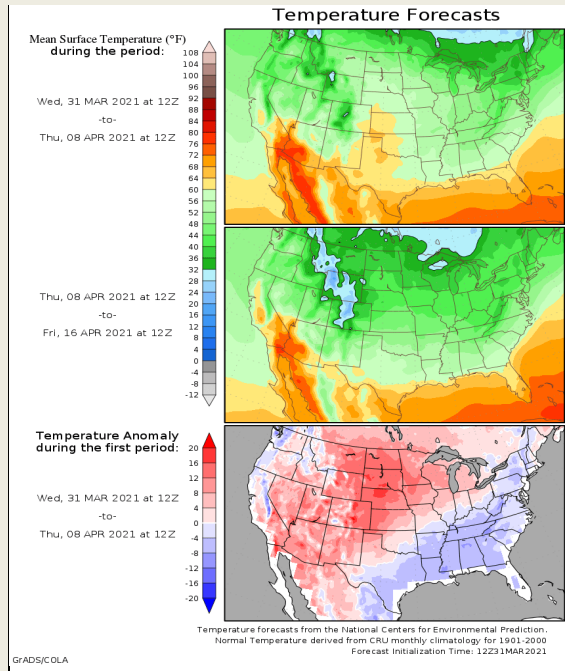 Temperature Forecasts
Mean Surface Temperature (°F)
during the period:
Wed, 31 MAR 2021 at 12Z
-to-
Thu, 08 APR 2021 at 12Z
108
104
100
96
92
88
84
80
76
72
68
64
60
56
52
48
44
40
36
32
28
24
20
16
12
8
4
0
-4
-8
-12
Thu, 08 APR 2021 at 12Z
-to-
Fri, 16 APR 2021 at 12Z
Temperature Anomaly
during the first period:
Wed, 31 MAR 2021 at 12Z
-to-
Thu, 08 APR 2021 at 12Z
20
16
12
8
4
0
-4
-8
-12
-16
-20
Temperature forecasts from the National Centers for Environmental Prediction.
Normal Temperature derived from CRU monthly climatology for 1901-2000
Forecast Initialization Time: 12Z31MAR2021
GrADS/COLA